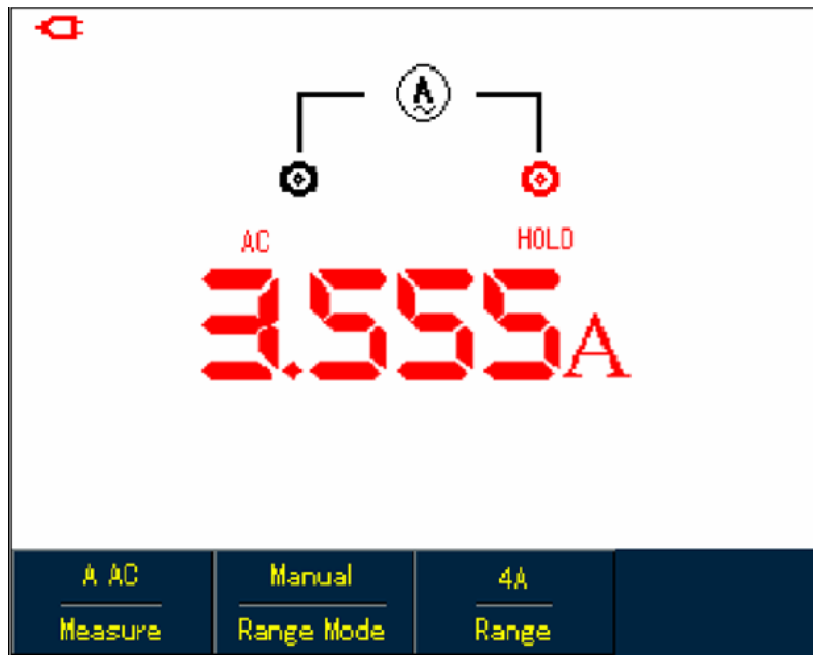 A
AC HOLD
3.555A
A AC Manual 4A
Measure Range Mode Range